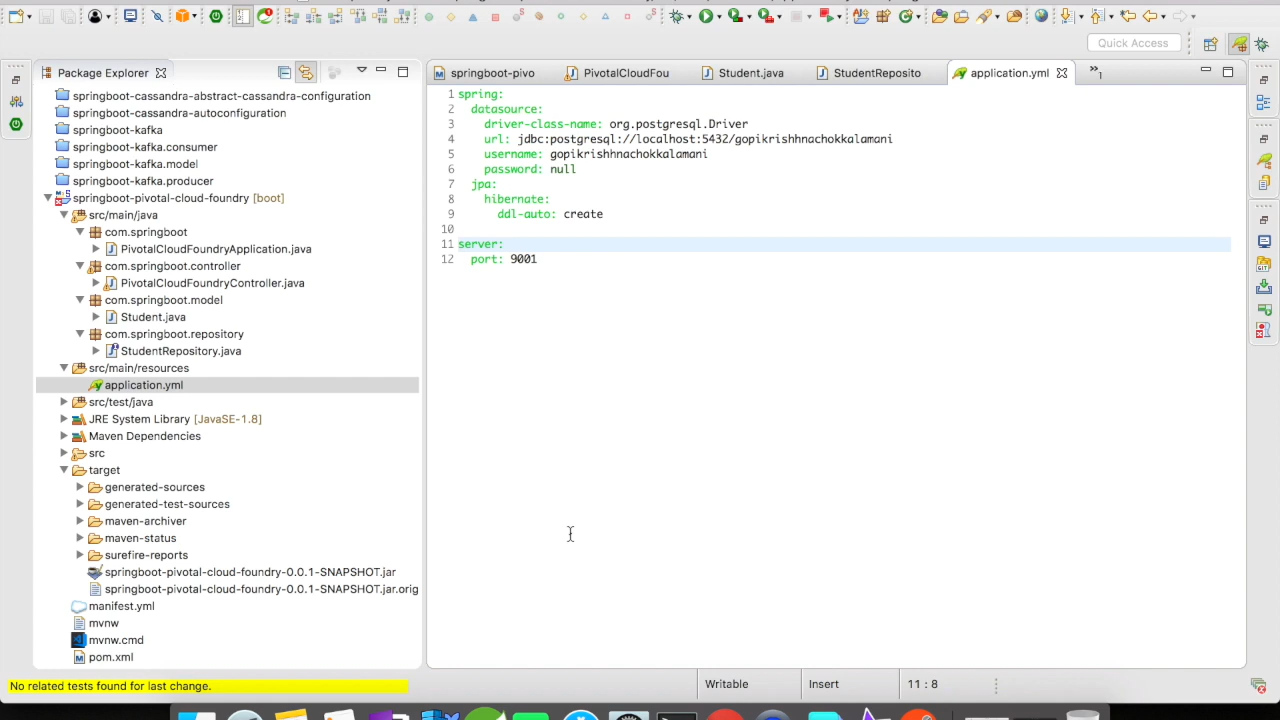 Quick Access
Package Explorer
springboot-pivo
PivotalCloudFou
Student.java
StudentReposito
application.yml
»1
springboot-cassandra-abstract-cassandra-configuration
springboot-cassandra-autoconfiguration
springboot-kafka
springboot-kafka.consumer
springboot-kafka.model
springboot-kafka.producer
springboot-pivotal-cloud-foundry [boot]
src/main/java
com.springboot
PivotalCloudFoundryApplication.java
com.springboot.controller
PivotalCloudFoundryController.java
com.springboot.model
Student.java
com.springboot.repository
StudentRepository.java
src/main/resources
application.yml
src/test/java
JRE System Library [JavaSE-1.8]
Maven Dependencies
src
target
generated-sources
generated-test-sources
maven-archiver
maven-status
surefire-reports
springboot-pivotal-cloud-foundry-0.0.1-SNAPSHOT.jar
springboot-pivotal-cloud-foundry-0.0.1-SNAPSHOT.jar.orig
manifest.yml
mvnw
mvnw.cmd
pom.xml
1 spring:
2 datasource:
3 driver-class-name: org.postgresql.Driver
4 url: jdbc:postgresql://localhost:5432/gopikrishhnachokkalamani
5 username: gopikrishhnachokkalamani
6 password: null
7 jpa:
8 hibernate:
9 ddl-auto: create
10
11 server:
12 port: 9001
No related tests found for last change.
Writable
Insert
11 : 8